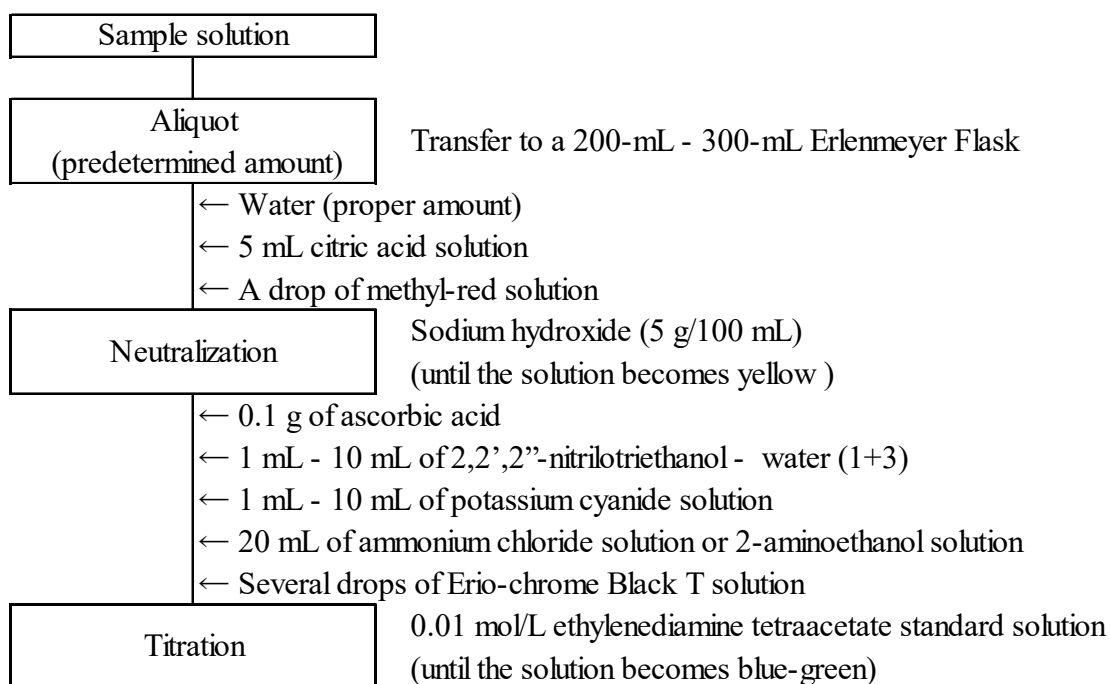 Sample solution
Aliquot
(predetermined amount)
Transfer to a 200-mL - 300-mL Erlenmeyer Flask
← Water (proper amount)
← 5 mL citric acid solution
← A drop of methyl-red solution
Neutralization
Sodium hydroxide (5 g/100 mL)
(until the solution becomes yellow )
← 0.1 g of ascorbic acid
← 1 mL - 10 mL of 2,2’,2”-nitrilotriethanol - water (1+3)
← 1 mL - 10 mL of potassium cyanide solution
← 20 mL of ammonium chloride solution or 2-aminoethanol solution
← Several drops of Erio-chrome Black T solution
Titration
0.01 mol/L ethylenediamine tetraacetate standard solution
(until the solution becomes blue-green)